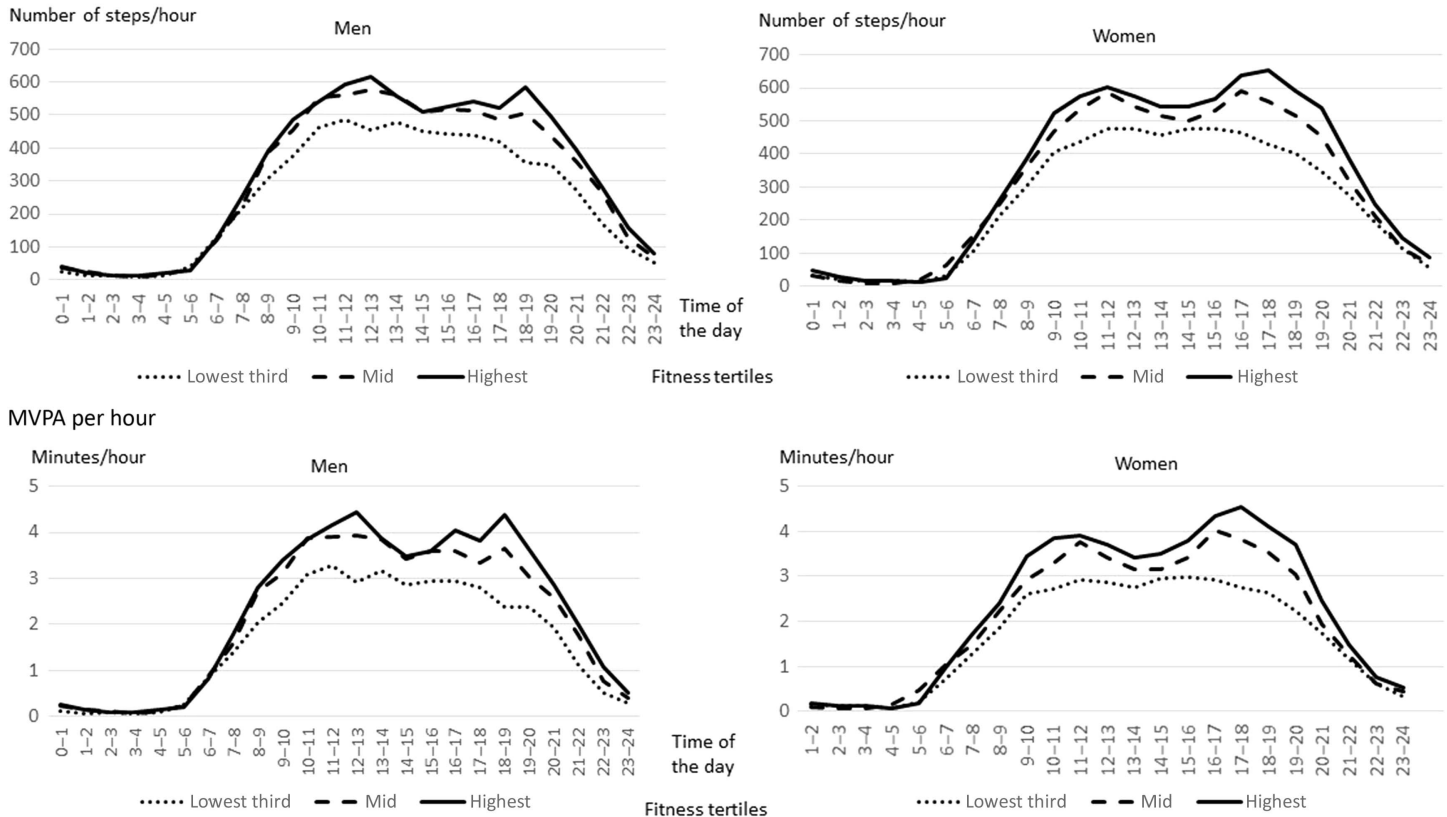 Number of steps/hour
Men
700
600
500
400
300
200
100
0
0–1 1–2 2–3 3–4 4–5 5–6 6–7 7–8 8–9 9–10 10–11 11–12 12–13 13–14 14–15 15–16 16–17 17–18 18–19 19–20 20–21 21–22 22–23 23–24
Time of
the day
Lowest third Mid Highest
Fitness tertiles
Number of steps/hour
Women
700
600
500
400
300
200
100
0
0–1 1–2 2–3 3–4 4–5 5–6 6–7 7–8 8–9 9–10 10–11 11–12 12–13 13–14 14–15 15–16 16–17 17–18 18–19 19–20 20–21 21–22 22–23 23–24
Lowest third Mid Highest
MVPA per hour
Minutes/hour
Men
5
4
3
2
1
0
0–1 1–2 2–3 3–4 4–5 5–6 6–7 7–8 8–9 9–10 10–11 11–12 12–13 13–14 14–15 15–16 16–17 17–18 18–19 19–20 20–21 21–22 22–23 23–24
Time of
the day
Lowest third Mid Highest
Fitness tertiles
Minutes/hour
Women
5
4
3
2
1
0
1–2 2–3 3–4 4–5 5–6 6–7 7–8 8–9 9–10 10–11 11–12 12–13 13–14 14–15 15–16 16–17 17–18 18–19 19–20 20–21 21–22 22–23 23–24
Lowest third Mid Highest